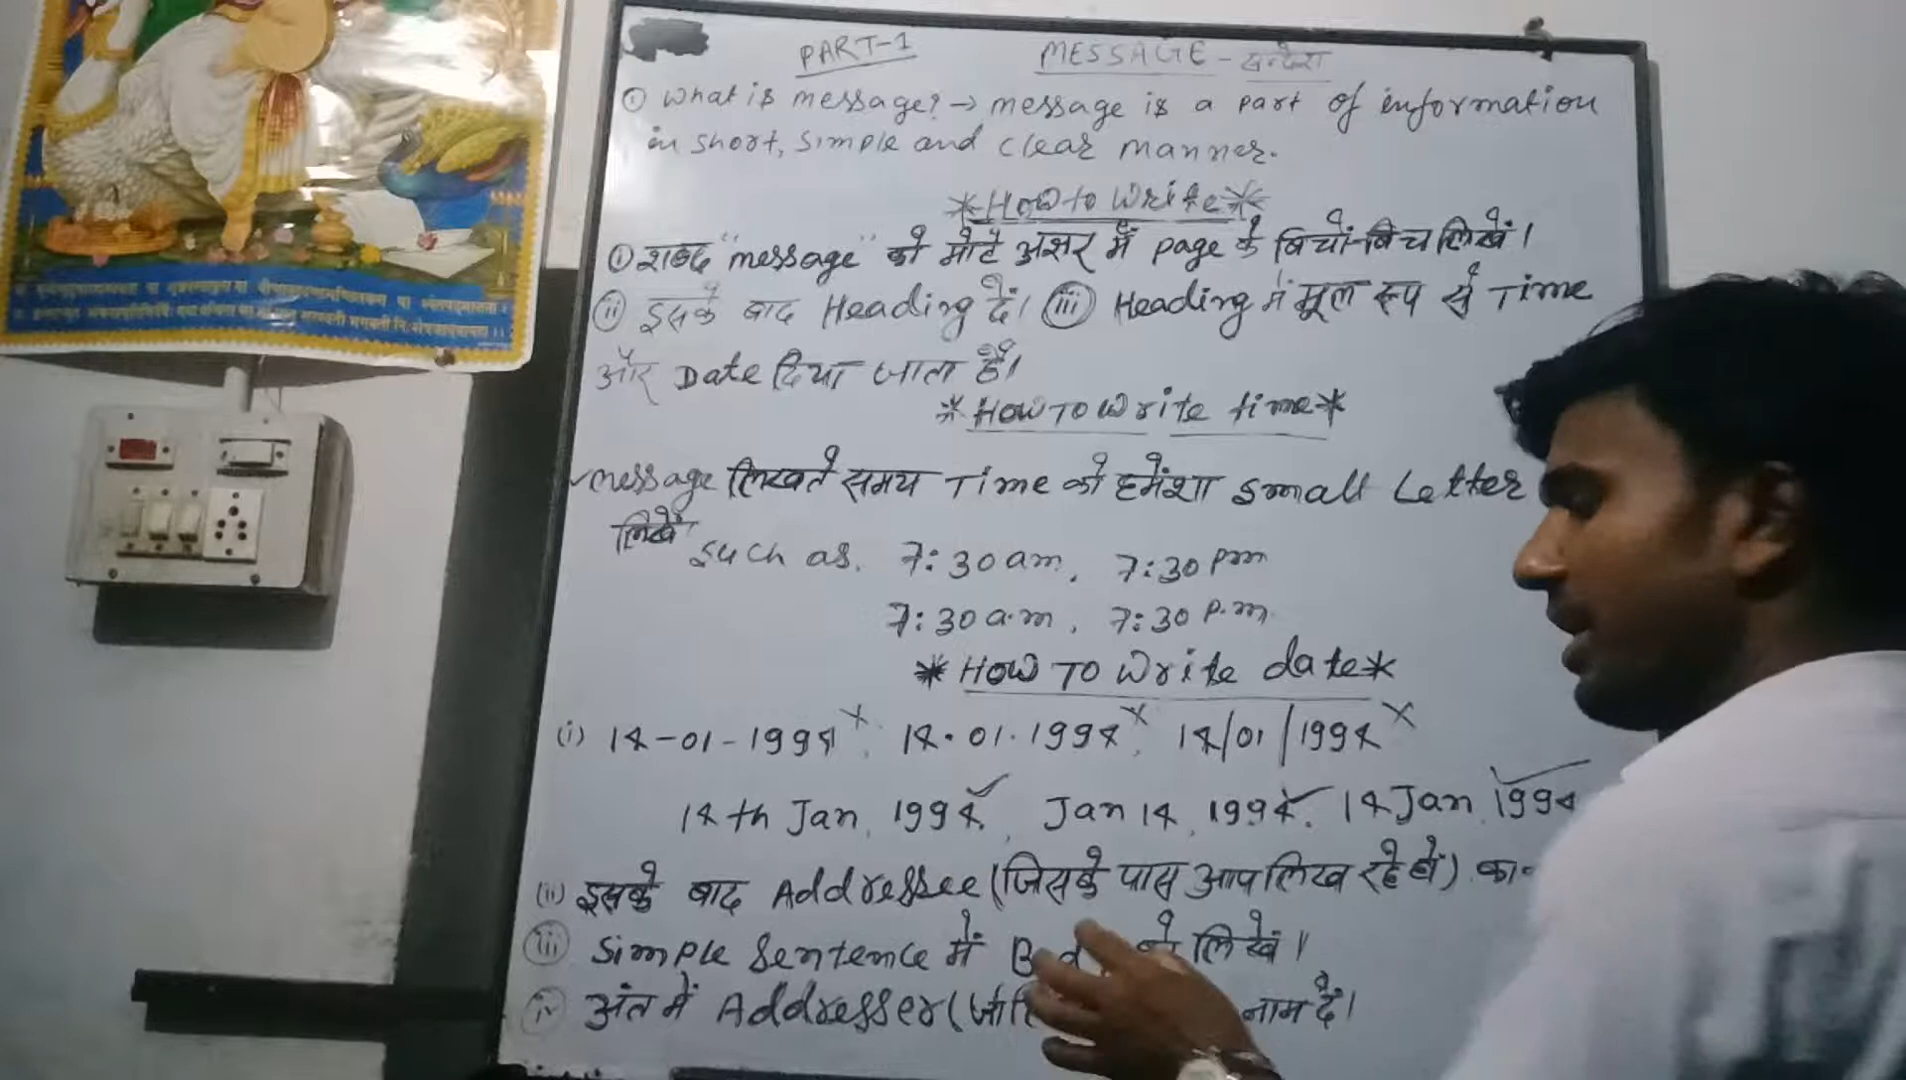 PART-1 MESSAGE - सन्देश
① What is message? → message is a part of information
in short, simple and clear manner.
*How to Write*
① शब्द "message" को मोटे अक्षर में page के बिचों-बिच लिखें।
(ii) इसके बाद Heading दें। (iii) Heading में मूल रूप से Time
और Date दिया जाता है।
*HOW TO Write time*
message लिखते समय Time को हमेंशा small Letter
लिखें such as. 7:30 am, 7:30 pm
7:30 a.m, 7:30 P.m.
*HOW TO Write date*
(i) 14-01-1994 x, 14.01.1994 x, 14/01/1994 x
14th Jan, 1994 ✓, Jan 14, 1994 ✓, 14 Jan, 1994 ✓
(ii) इसके बाद Addressee (जिसके पास आप लिख रहे हों) का
(iii) Simple Sentence में लिखें।
iv अंत में Addresser ( नाम दें।